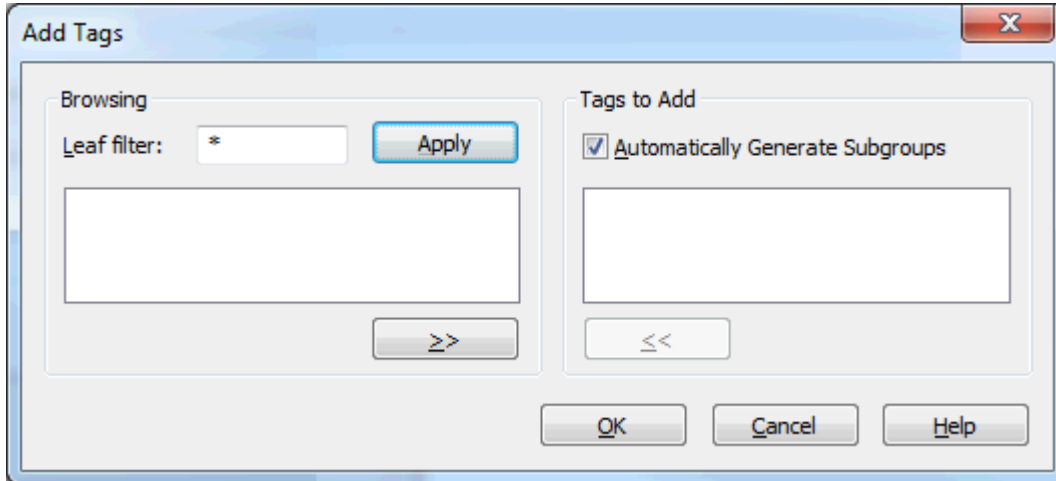 Add Tags
Browsing
Leaf filter:
*
Apply
>>
Tags to Add
Automatically Generate Subgroups
<<
OK
Cancel
Help